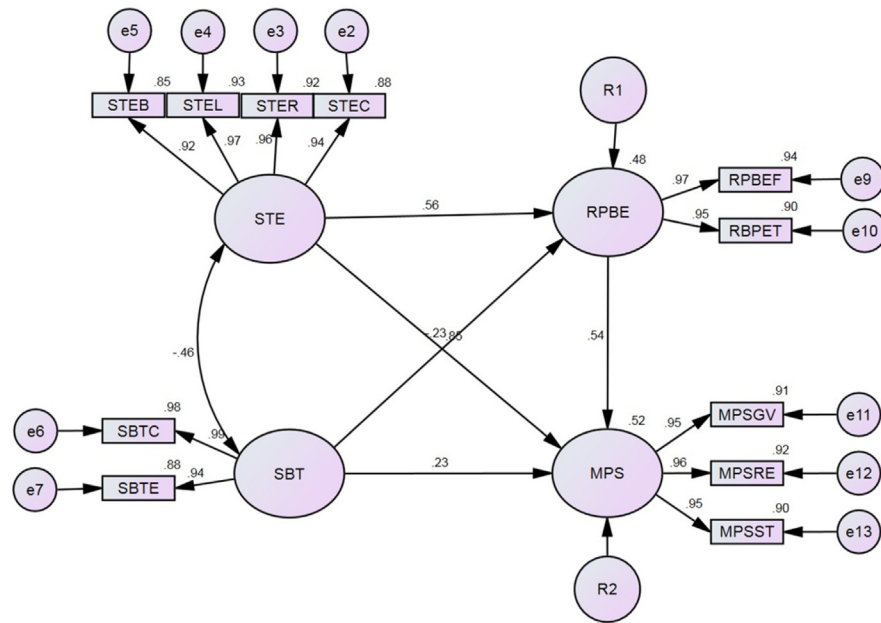 e5
e4
e3
e2
.85
.93
.92
.88
STEB
STEL
STER
STEC
.92
.97
.96
.94
R1
STE
.56
.48
RPBE
.97
.94
RPBEF
e9
.95
.90
RBPET
e10
-.46
-.23
.85
.54
.98
e6
SBTC
.99
.88
e7
SBTE
.94
SBT
.23
.52
MPS
.91
.95
MPSGV
e11
.92
.96
MPSRE
e12
.95
.90
MPSST
e13
R2